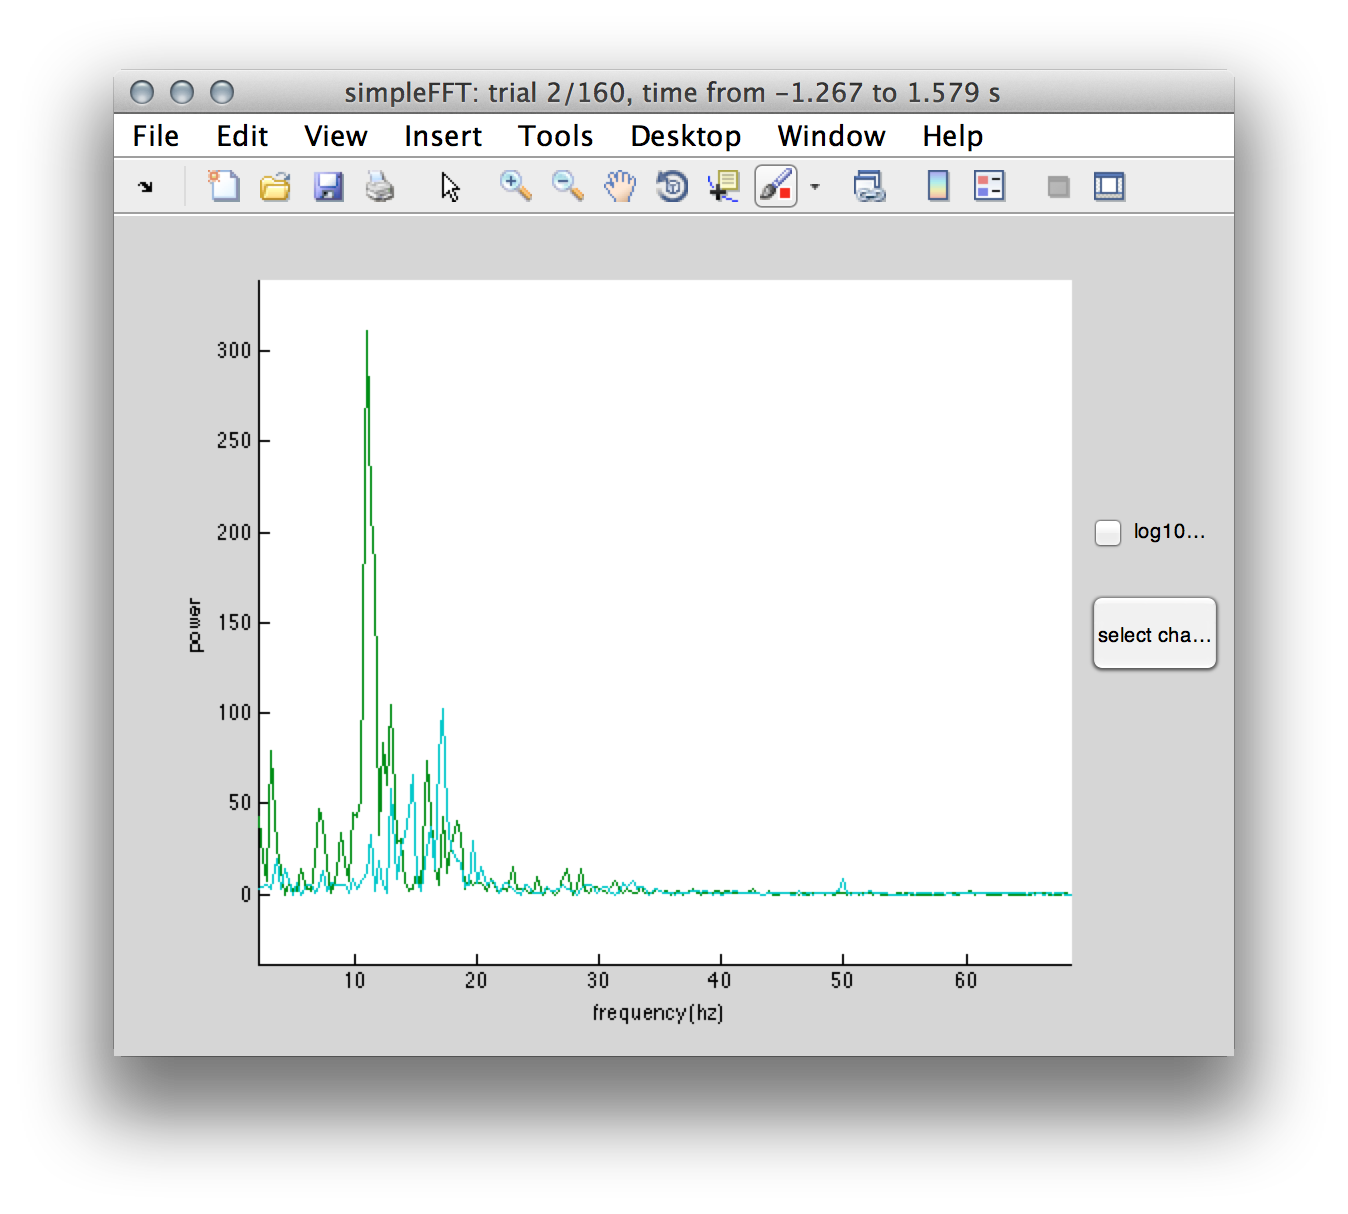 simpleFFT: trial 2/160, time from −1.267 to 1.579 s
File Edit View Insert Tools Desktop Window Help
300
250
200
150
100
50
0
power
log10...
select cha...
10 20 30 40 50 60
frequency(hz)